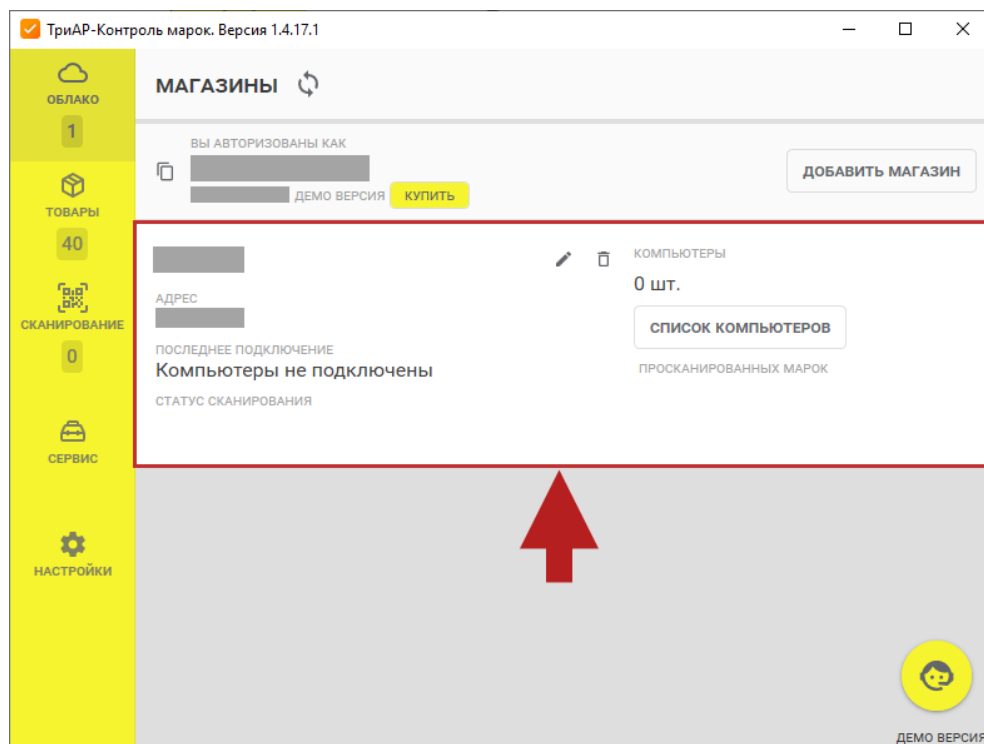 ТриАР-Контроль марок. Версия 1.4.17.1
ОБЛАКО
1
ТОВАРЫ
40
СКАНИРОВАНИЕ
0
СЕРВИС
НАСТРОЙКИ
МАГАЗИНЫ
ВЫ АВТОРИЗОВАНЫ КАК
ДЕМО ВЕРСИЯ КУПИТЬ
ДОБАВИТЬ МАГАЗИН
АДРЕС
ПОСЛЕДНЕЕ ПОДКЛЮЧЕНИЕ
Компьютеры не подключены
СТАТУС СКАНИРОВАНИЯ
КОМПЬЮТЕРЫ
0 шт.
СПИСОК КОМПЬЮТЕРОВ
ПРОСКАНИРОВАННЫХ МАРОК
ДЕМО ВЕРСИЯ